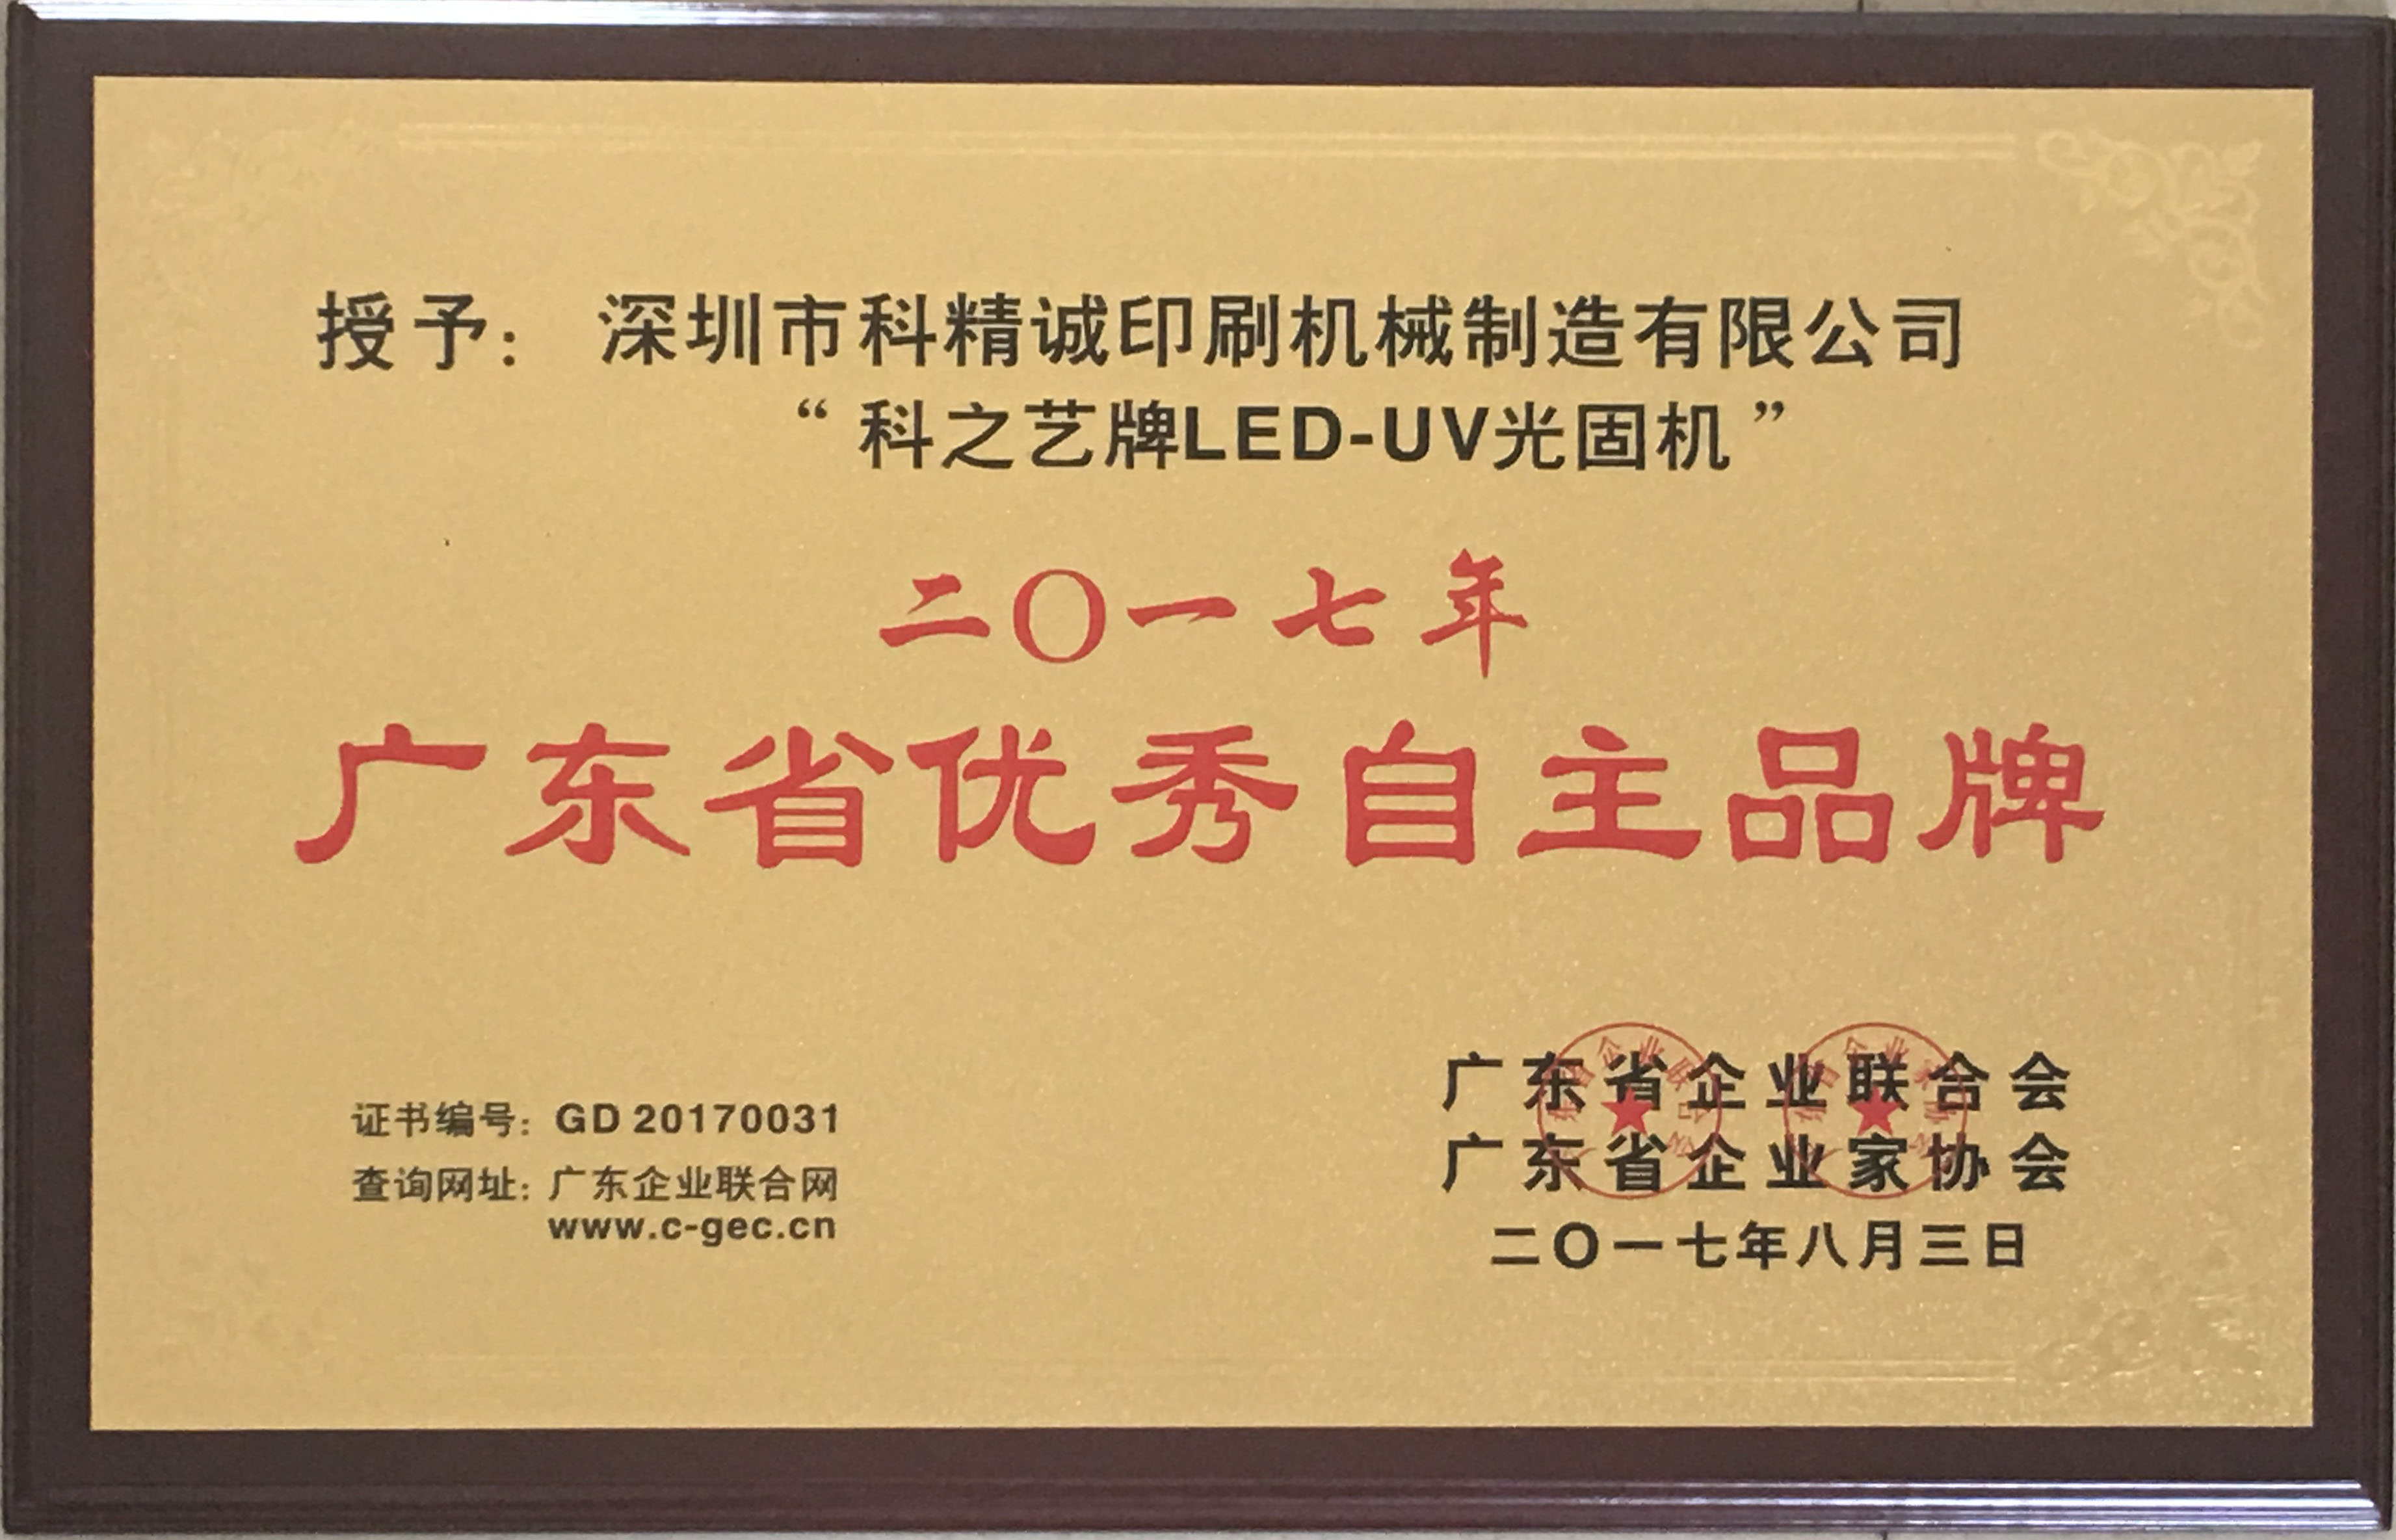 授予：深圳市科精诚印刷机械制造有限公司
“科之艺牌LED-UV光固机”
二〇一七年
广东省优秀自主品牌
证书编号：GD 20170031
查询网址：广东企业联合网
www.c-gec.cn
广东省企业联合会
广东省企业家协会
二〇一七年八月三日